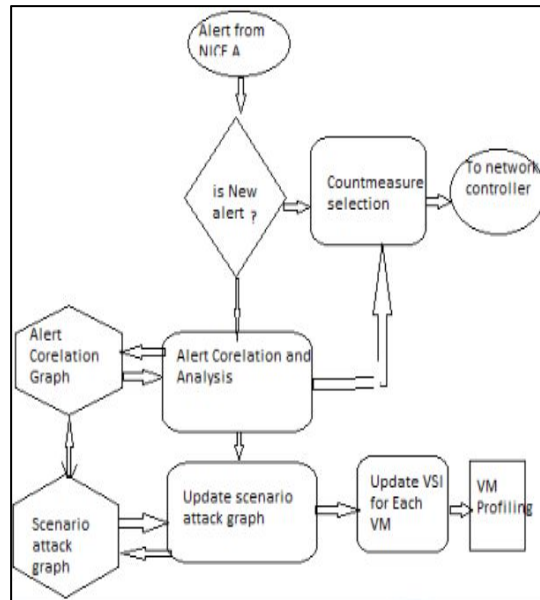 Alert from
NICE A
is New
alert ?
Countmeasure
selection
To network
controller
Alert
Corelation
Graph
Alert Corelation and
Analysis
Scenario
attack
graph
Update scenario
attack graph
Update VSI
for Each
VM
VM
Profiling